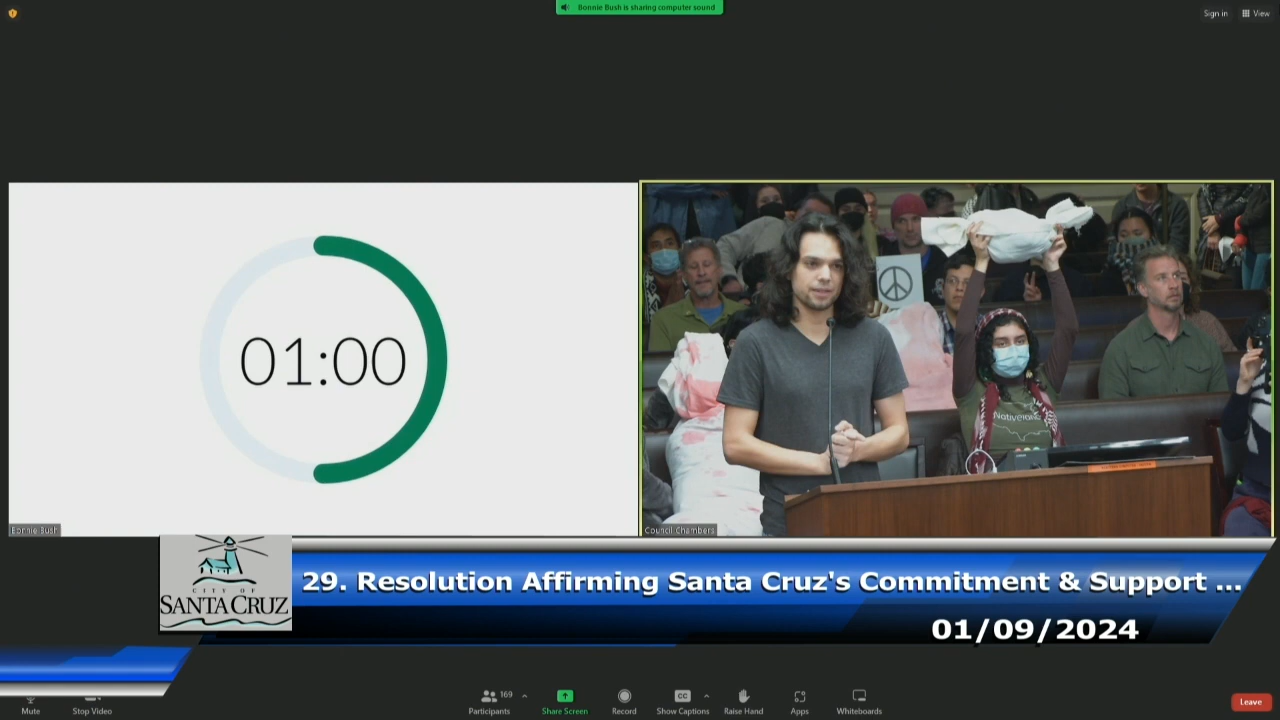 Bonnie Bush is sharing computer sound
Sign in
View
01:00
Bonnie Bush
Council Chambers
CITY OF
SANTA CRUZ
29. Resolution Affirming Santa Cruz's Commitment & Support ...
01/09/2024
Mute
Stop Video
Participants
169
Share Screen
CC
Show Captions
Record
Raise Hand
Apps
Whiteboards
Leave